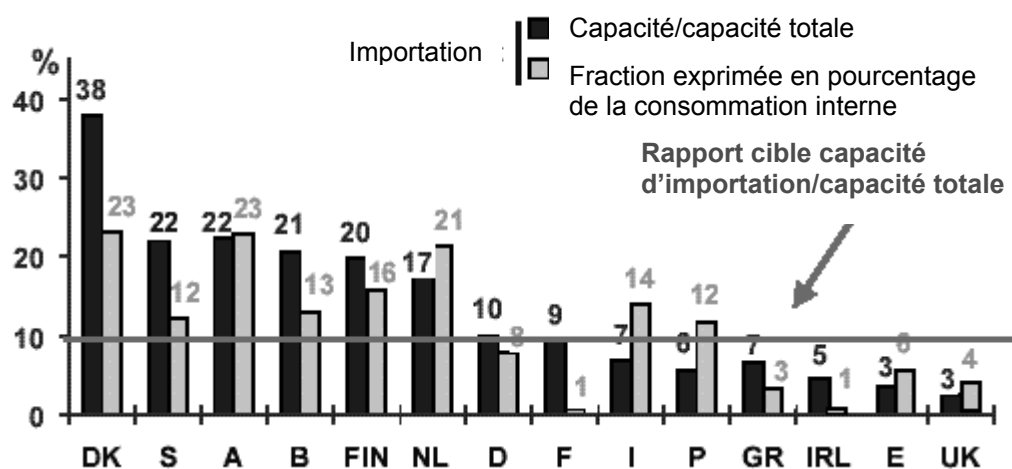 Importation :
Capacité/capacité totale
Fraction exprimée en pourcentage
de la consommation interne
Rapport cible capacité
d'importation/capacité totale
%
40
30
20
10
0
38 23
22 12
22 23
21 13
20 16
17 21
10 8
9 1
7 14
6 12
7 3
5 1
3 6
3 4
DK S A B FIN NL D F I P GR IRL E UK